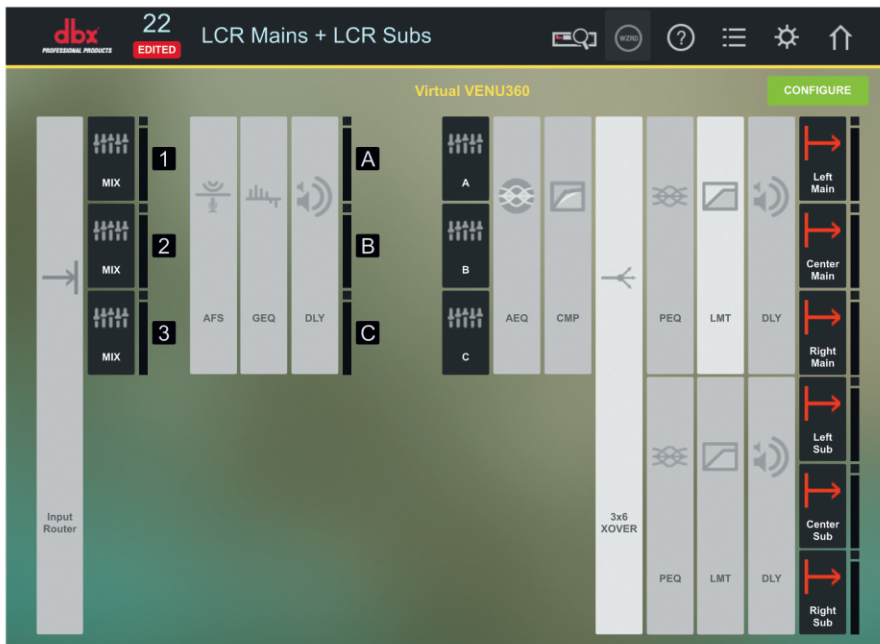 dbx
PROFESSIONAL PRODUCTS
22
EDITED
LCR Mains + LCR Subs
WZRD
?
Virtual VENU360
CONFIGURE
Input
Router
MIX
1
MIX
2
MIX
3
AFS
GEQ
DLY
A
B
C
A
B
C
AEQ
CMP
3x6
XOVER
PEQ
LMT
DLY
PEQ
LMT
DLY
Left
Main
Center
Main
Right
Main
Left
Sub
Center
Sub
Right
Sub